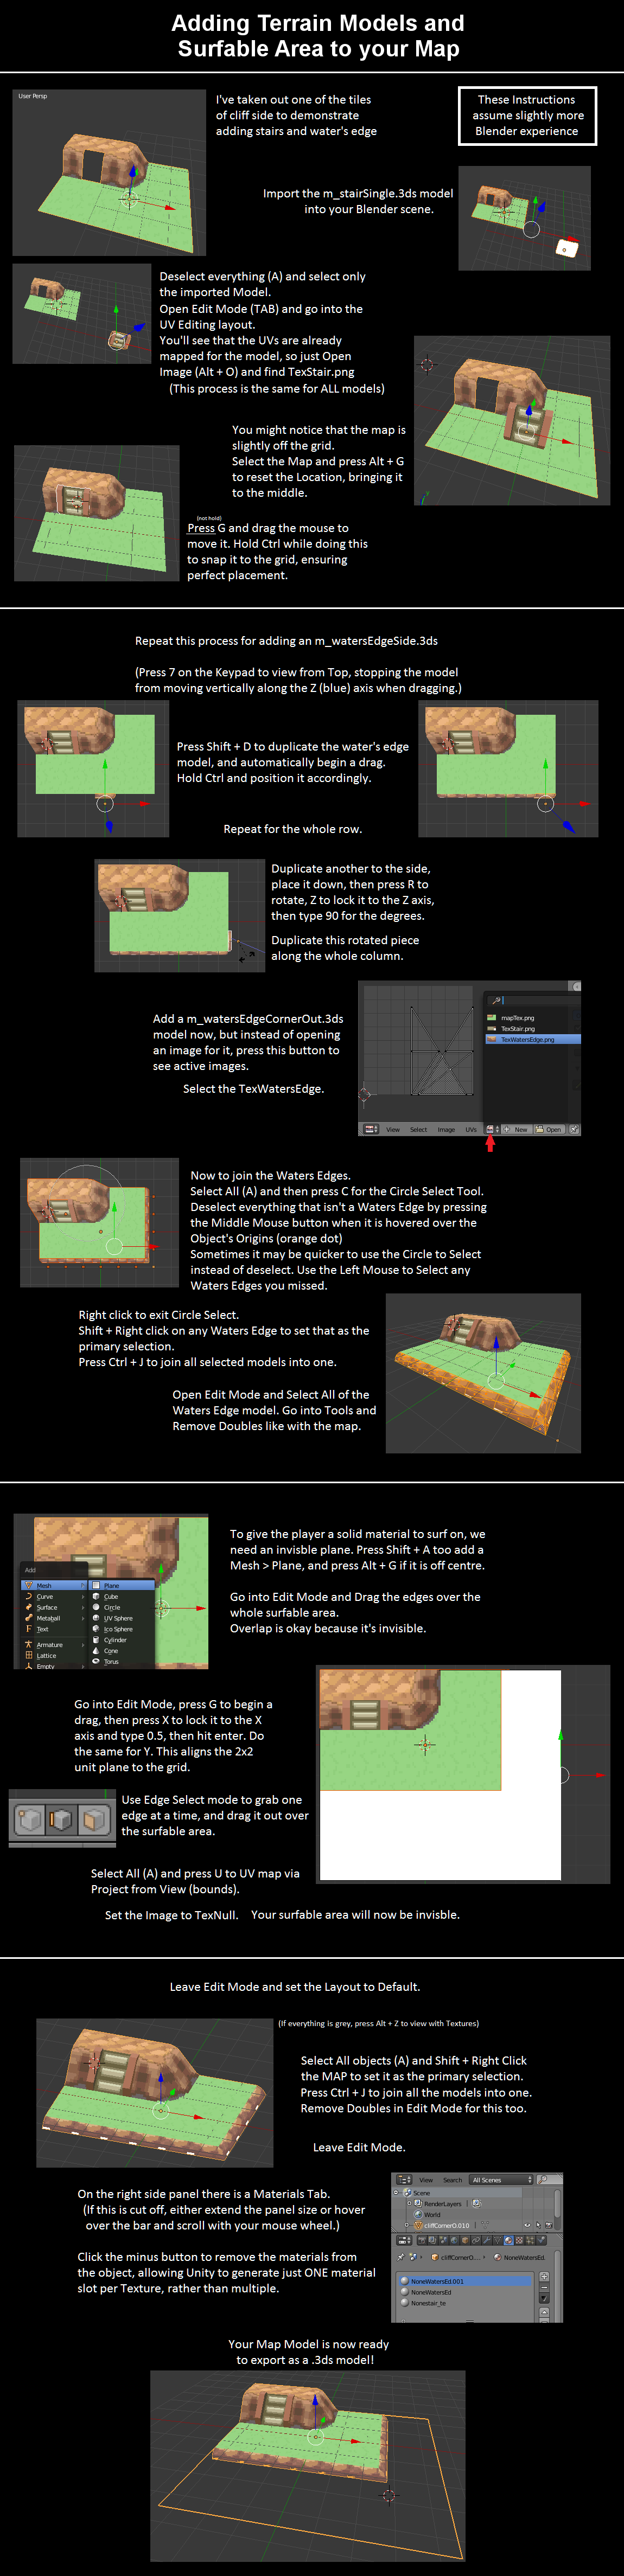 Adding Terrain Models and
Surfable Area to your Map
User Persp
I've taken out one of the tiles
of cliff side to demonstrate
adding stairs and water's edge
These Instructions
assume slightly more
Blender experience
Import the m_stairSingle.3ds model
into your Blender scene.
Deselect everything (A) and select only
the imported Model.
Open Edit Mode (TAB) and go into the
UV Editing layout.
You'll see that the UVs are already
mapped for the model, so just Open
Image (Alt + O) and find TexStair.png
(This process is the same for ALL models)
You might notice that the map is
slightly off the grid.
Select the Map and press Alt + G
to reset the Location, bringing it
to the middle.
(not hold)
Press G and drag the mouse to
move it. Hold Ctrl while doing this
to snap it to the grid, ensuring
perfect placement.
Repeat this process for adding an m_watersEdgeSide.3ds
(Press 7 on the Keypad to view from Top, stopping the model
from moving vertically along the Z (blue) axis when dragging.)
Press Shift + D to duplicate the water's edge
model, and automatically begin a drag.
Hold Ctrl and position it accordingly.
Repeat for the whole row.
Duplicate another to the side,
place it down, then press R to
rotate, Z to lock it to the Z axis,
then type 90 for the degrees.
Duplicate this rotated piece
along the whole column.
Add a m_watersEdgeCornerOut.3ds
model now, but instead of opening
an image for it, press this button to
see active images.
Select the TexWatersEdge.
mapTex.png
TexStair.png
TexWatersEdge.png
View Select Image UVs New Open
Now to join the Waters Edges.
Select All (A) and then press C for the Circle Select Tool.
Deselect everything that isn't a Waters Edge by pressing
the Middle Mouse button when it is hovered over the
Object's Origins (orange dot)
Sometimes it may be quicker to use the Circle to Select
instead of deselect. Use the Left Mouse to Select any
Waters Edges you missed.
Right click to exit Circle Select.
Shift + Right click on any Waters Edge to set that as the
primary selection.
Press Ctrl + J to join all selected models into one.
Open Edit Mode and Select All of the
Waters Edge model. Go into Tools and
Remove Doubles like with the map.
Add
Mesh
Curve
Surface
Metaball
Text
Armature
Lattice
Empty
Plane
Cube
Circle
UV Sphere
Ico Sphere
Cylinder
Cone
Torus
To give the player a solid material to surf on, we
need an invisble plane. Press Shift + A too add a
Mesh > Plane, and press Alt + G if it is off centre.
Go into Edit Mode and Drag the edges over the
whole surfable area.
Overlap is okay because it's invisible.
Go into Edit Mode, press G to begin a
drag, then press X to lock it to the X
axis and type 0.5, then hit enter. Do
the same for Y. This aligns the 2x2
unit plane to the grid.
Use Edge Select mode to grab one
edge at a time, and drag it out over
the surfable area.
Select All (A) and press U to UV map via
Project from View (bounds).
Set the Image to TexNull. Your surfable area will now be invisble.
Leave Edit Mode and set the Layout to Default.
(If everything is grey, press Alt + Z to view with Textures)
Select All objects (A) and Shift + Right Click
the MAP to set it as the primary selection.
Press Ctrl + J to join all the models into one.
Remove Doubles in Edit Mode for this too.
Leave Edit Mode.
On the right side panel there is a Materials Tab.
(If this is cut off, either extend the panel size or hover
over the bar and scroll with your mouse wheel.)
Click the minus button to remove the materials from
the object, allowing Unity to generate just ONE material
slot per Texture, rather than multiple.
View Search All Scenes
Scene
RenderLayers
World
cliffCornerO.010
cliffCornerO... NoneWatersEd.
NoneWatersEd.001
NoneWatersEd
Nonestair_te
Your Map Model is now ready
to export as a .3ds model!